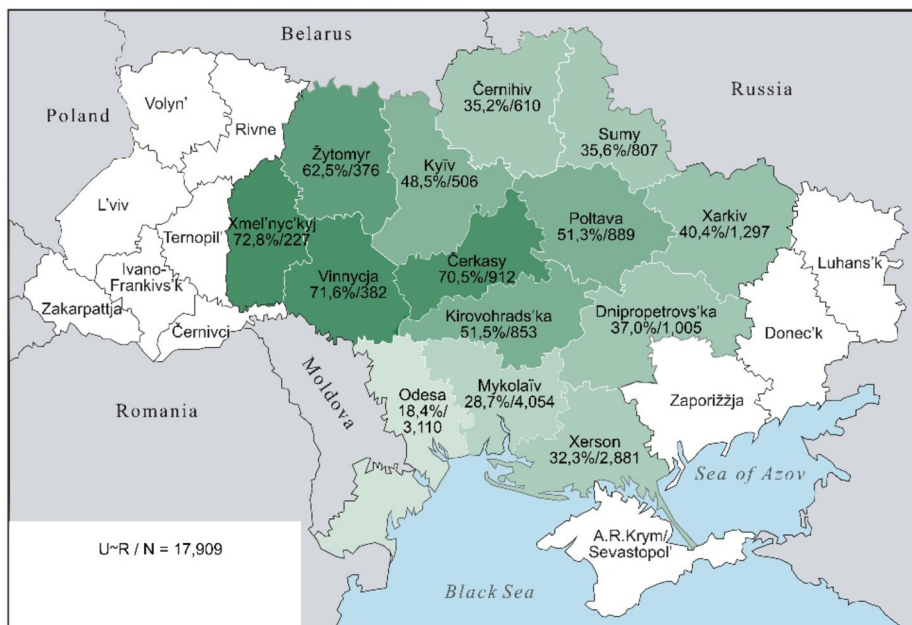 Belarus
Russia
Poland
Volyn’
Rivne
Černihiv
35,2%/610
Sumy
35,6%/807
Žytomyr
62,5%/376
Kyïv
48,5%/506
L’viv
Ternopil’
Xmel’nyc’kyj
72,8%/227
Poltava
51,3%/889
Xarkiv
40,4%/1,297
Čerkasy
70,5%/912
Luhans’k
Ivano-
Frankivs’k
Vinnycja
71,6%/382
Zakarpattja
Černivci
Kirovohrads’ka
51,5%/853
Dnipropetrovs’ka
37,0%/1,005
Donec’k
Moldova
Romania
Odesa
18,4%/
3,110
Mykolaïv
28,7%/4,054
Zaporižžja
Xerson
32,3%/2,881
Sea of Azov
U~R / N = 17,909
A.R.Krym/
Sevastopol’
Black Sea